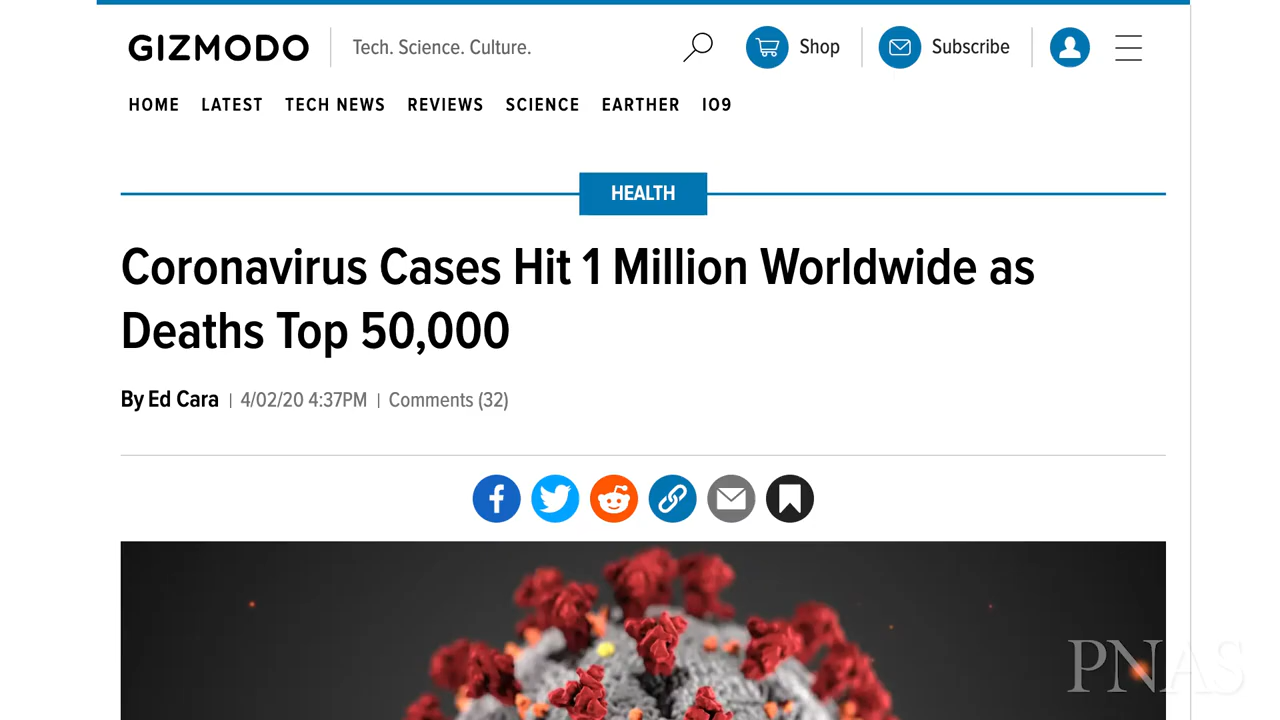 GIZMODO Tech. Science. Culture. Shop Subscribe
HOME LATEST TECH NEWS REVIEWS SCIENCE EARTHER IO9
HEALTH
Coronavirus Cases Hit 1 Million Worldwide as
Deaths Top 50,000
By Ed Cara | 4/02/20 4:37PM | Comments (32)
PNAS